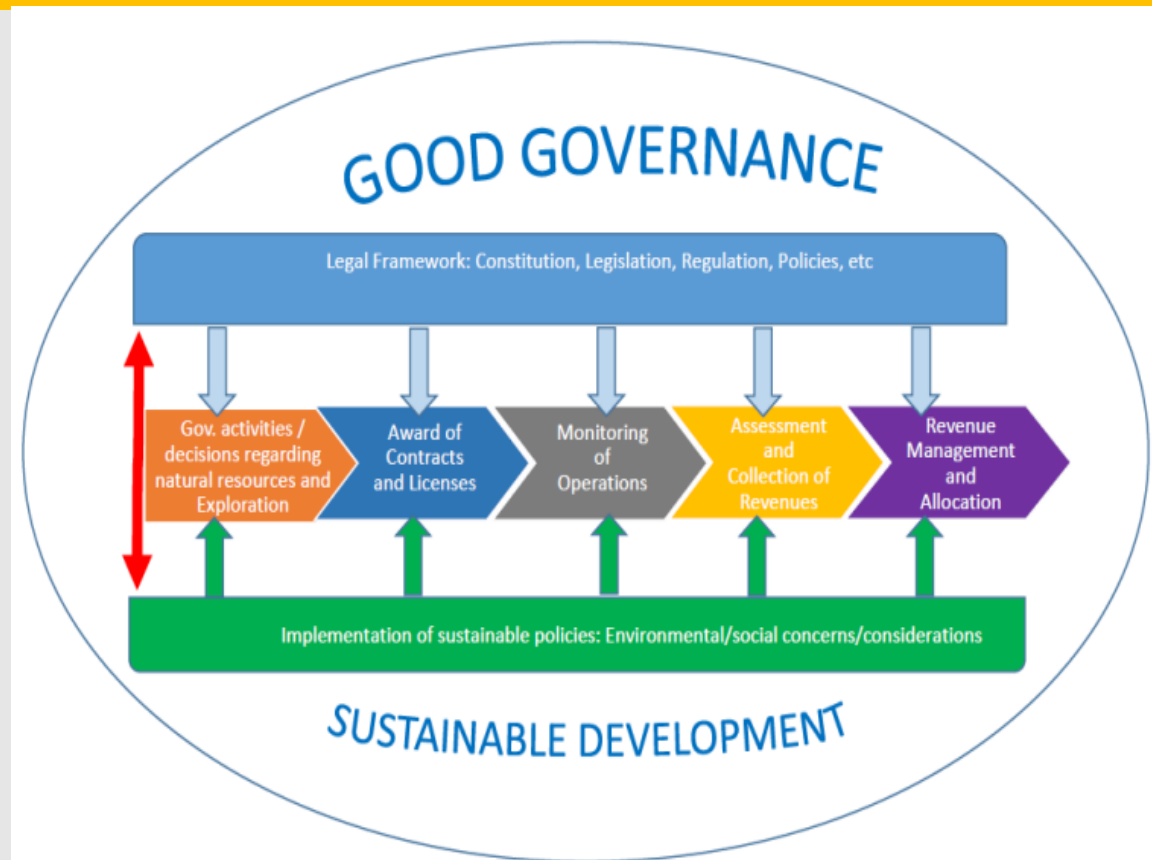 GOOD GOVERNANCE
Legal Framework: Constitution, Legislation, Regulation, Policies, etc
Gov. activities /
decisions regarding
natural resources and
Exploration
Award of
Contracts
and Licenses
Monitoring
of
Operations
Assessment
and
Collection of
Revenues
Revenue
Management
and
Allocation
Implementation of sustainable policies: Environmental/social concerns/considerations
SUSTAINABLE DEVELOPMENT